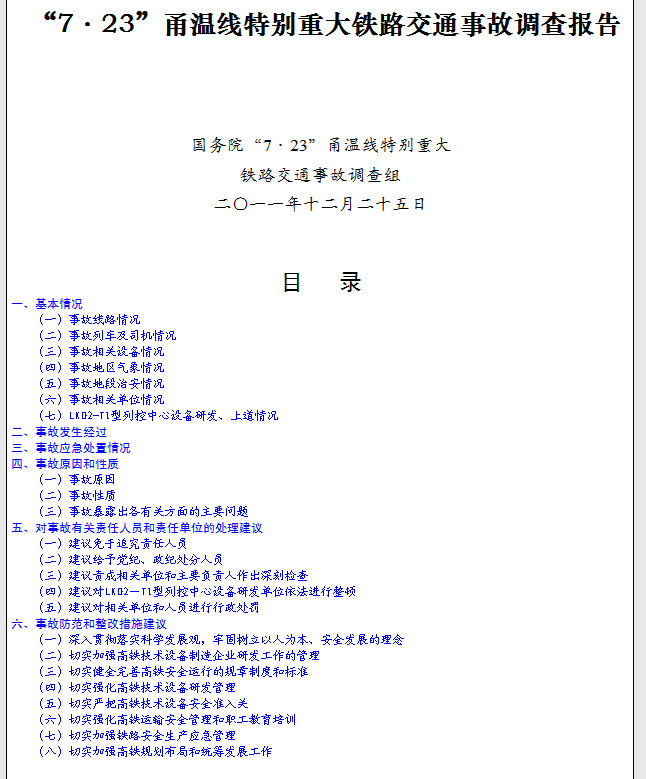 “7·23”甬温线特别重大铁路交通事故调查报告
国务院“7·23”甬温线特别重大
铁路交通事故调查组
二〇一一年十二月二十五日
目 录
一、基本情况
（一）事故线路情况
（二）事故列车及司机情况
（三）事故相关设备情况
（四）事故地区气象情况
（五）事故地段治安情况
（六）事故相关单位情况
（七）LKD2-T1型列控中心设备研发、上道情况
二、事故发生经过
三、事故应急处置情况
四、事故原因和性质
（一）事故原因
（二）事故性质
（三）事故暴露出各有关方面的主要问题
五、对事故有关责任人员和责任单位的处理建议
（一）建议免于追究责任人员
（二）建议给予党纪、政纪处分人员
（三）建议责成相关单位和主要负责人作出深刻检查
（四）建议对LKD2－T1型列控中心设备研发单位依法进行整顿
（五）建议对相关单位和人员进行行政处罚
六、事故防范和整改措施建议
（一）深入贯彻落实科学发展观，牢固树立以人为本、安全发展的理念
（二）切实加强高铁技术设备制造企业研发工作的管理
（三）切实健全完善高铁安全运行的规章制度和标准
（四）切实强化高铁技术设备研发管理
（五）切实严把高铁技术设备安全准入关
（六）切实强化高铁运输安全管理和职工教育培训
（七）切实加强铁路安全生产应急管理
（八）切实加强高铁规划布局和统筹发展工作